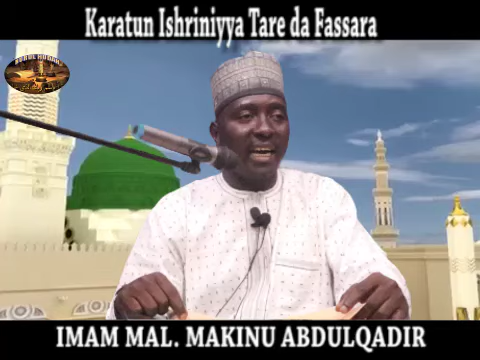 Karatun Ishriniyya Tare da Fassara
IMAM MAL. MAKINU ABDULQADIR